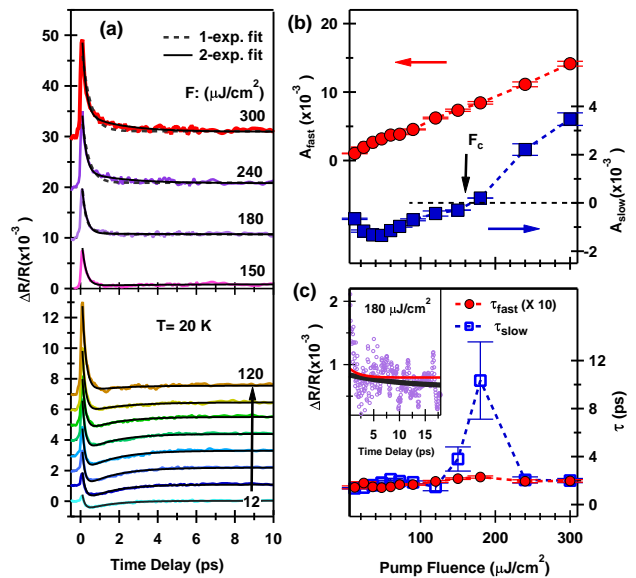 (a)
1-exp. fit
2-exp. fit
F: (μJ/cm²)
300
240
180
150
ΔR/R(x10⁻³)
40
30
20
10
0
T= 20 K
120
12
ΔR/R(x10⁻³)
12
10
8
6
4
2
0
0 2 4 6 8 10
Time Delay (ps)
(b)
A_fast (x10⁻³)
20
10
0
F_c
4
2
0
-2
A_slow(x10⁻³)
(c)
τ_fast (X 10)
τ_slow
180 μJ/cm²
ΔR/R(x10⁻³)
2
1
0
5 10 15
Time Delay (ps)
12
8
4
0
τ (ps)
0 100 200 300
Pump Fluence (μJ/cm²)